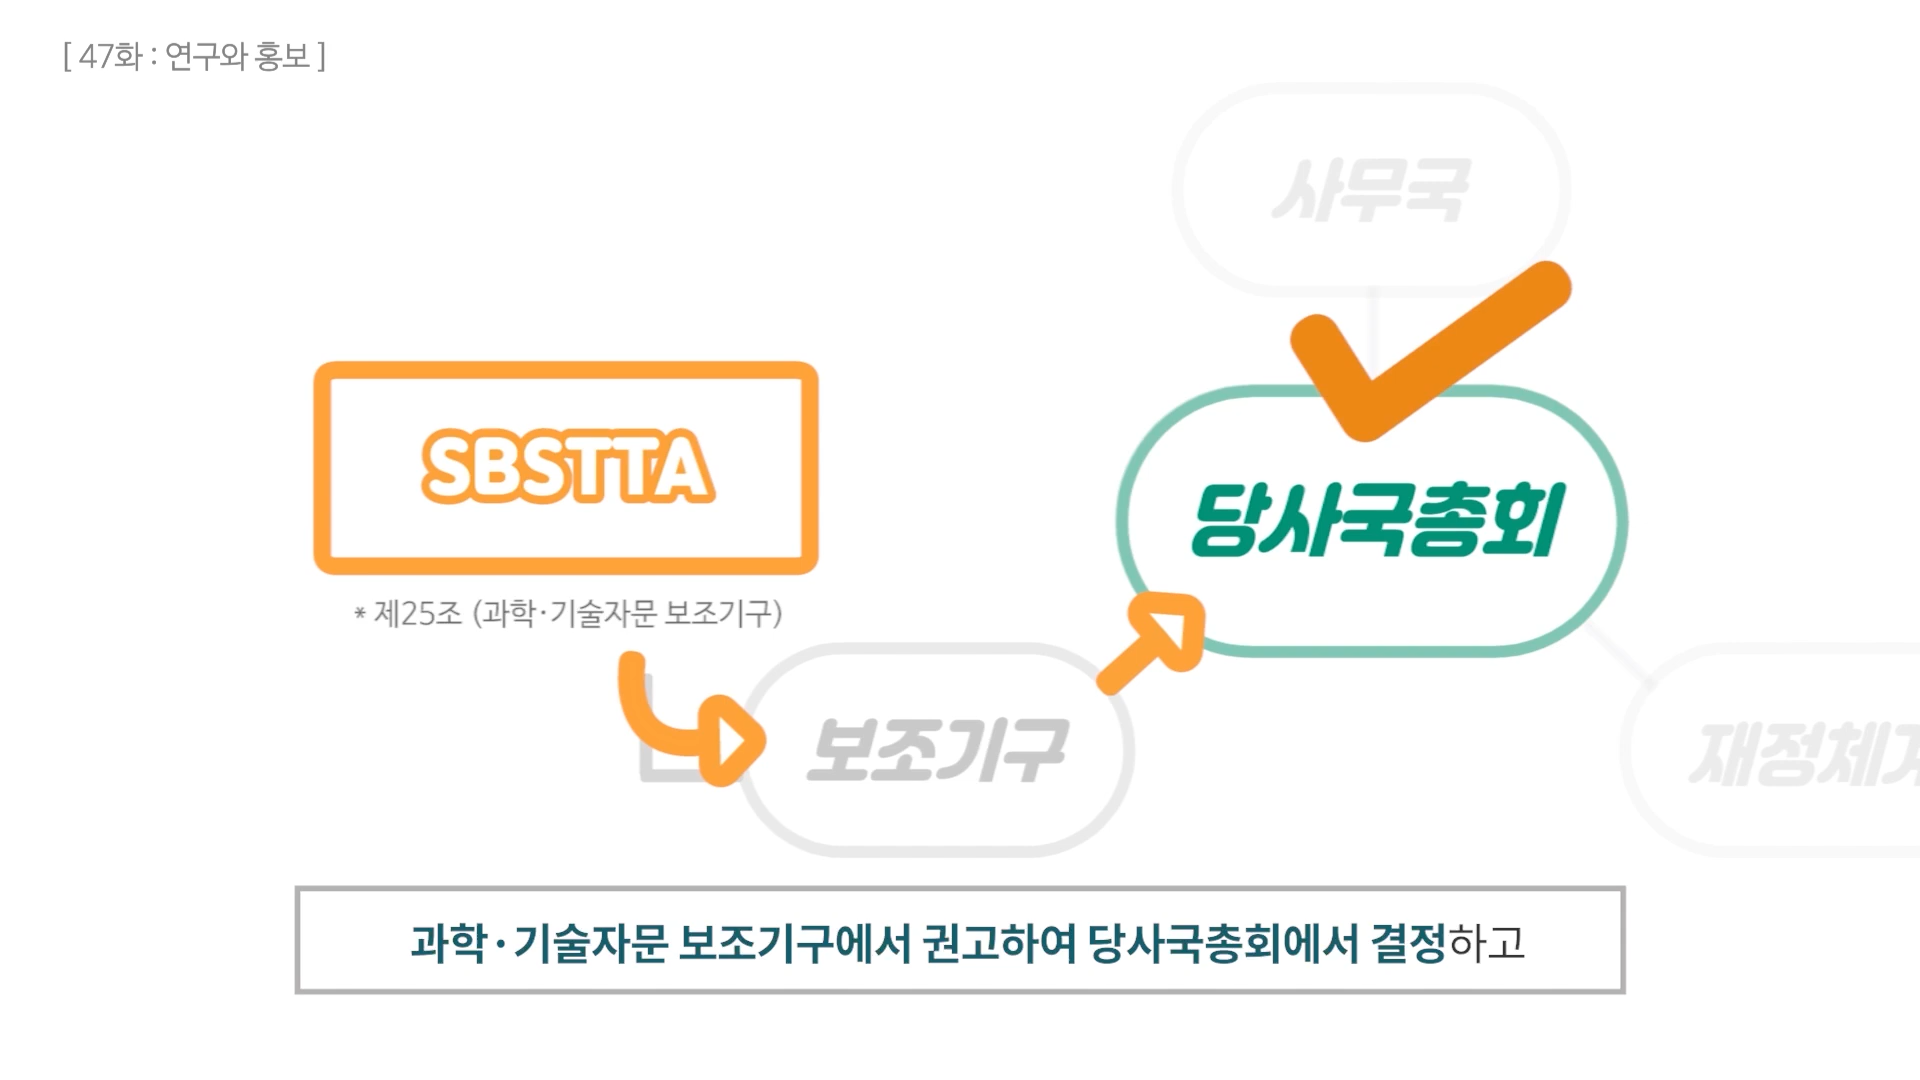 [ 47화 : 연구와 홍보 ]
사무국
SBSTTA
당사국총회
* 제25조 (과학·기술자문 보조기구)
보조기구
재정체계
과학·기술자문 보조기구에서 권고하여 당사국총회에서 결정하고